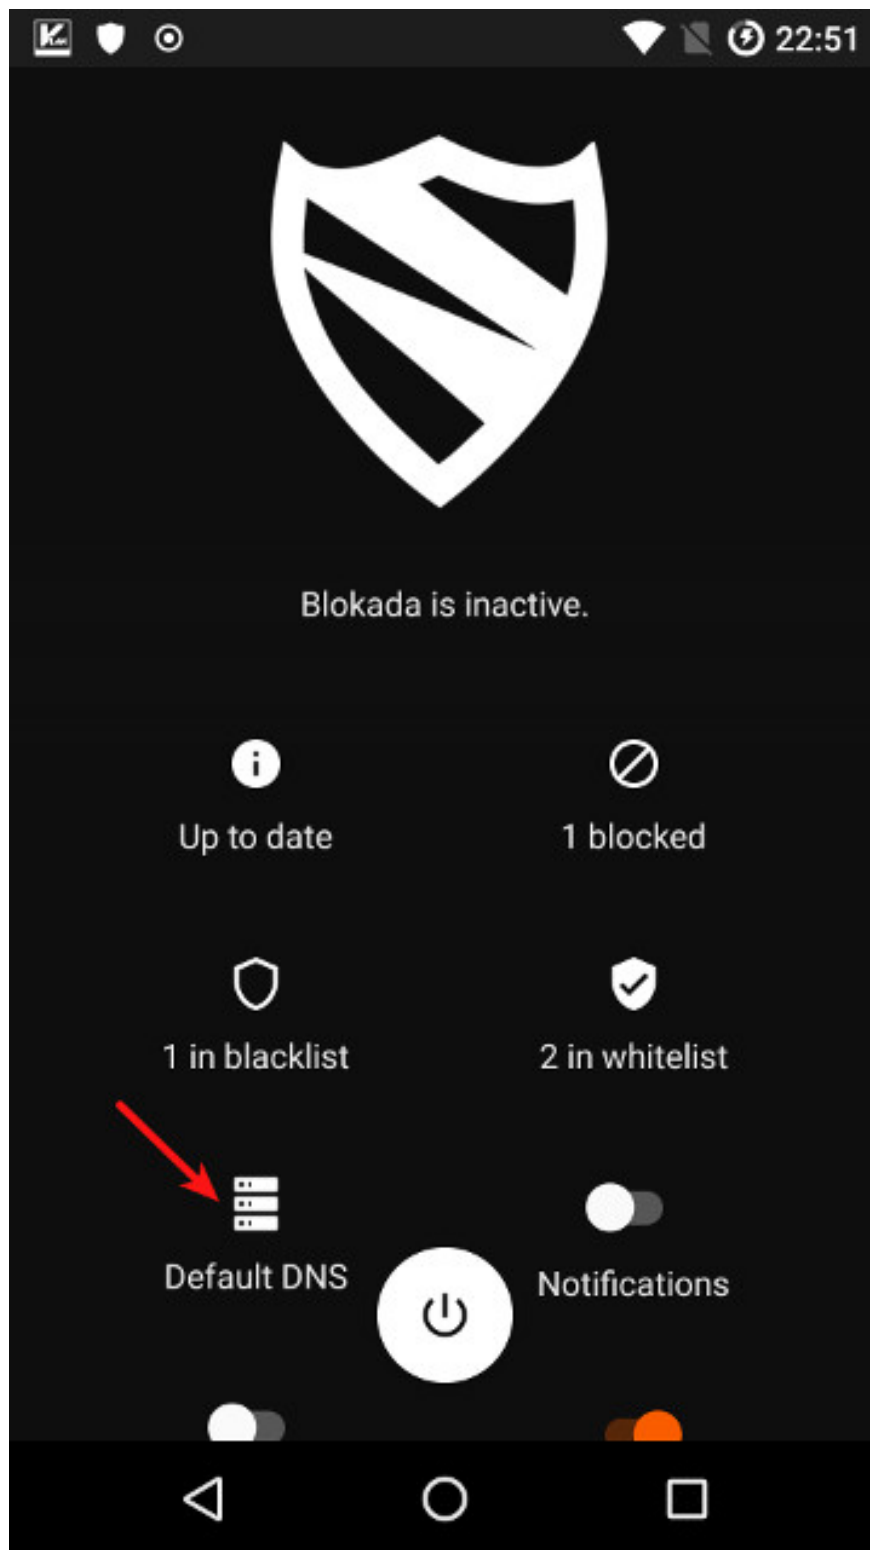 22:51
Blokada is inactive.
Up to date
1 blocked
1 in blacklist
2 in whitelist
Default DNS
Notifications